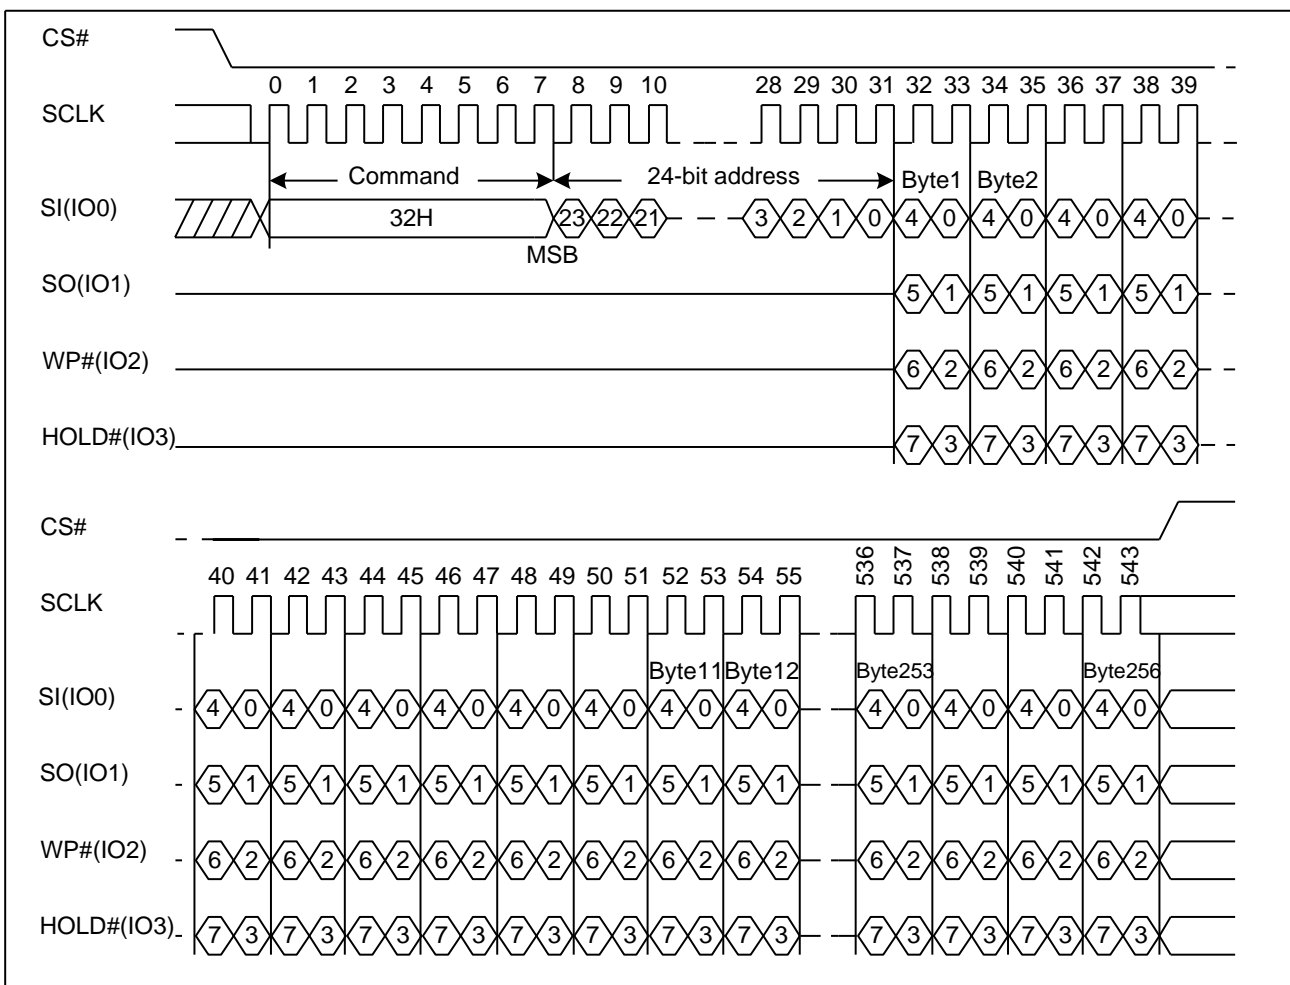 CS#
0 1 2 3 4 5 6 7 8 9 10 28 29 30 31 32 33 34 35 36 37 38 39
SCLK
Command 24-bit address Byte1 Byte2
SI(IO0) 32H 23 22 21 3 2 1 0 4 0 4 0 4 0 4 0
MSB
SO(IO1) 5 1 5 1 5 1 5 1
WP#(IO2) 6 2 6 2 6 2 6 2
HOLD#(IO3) 7 3 7 3 7 3 7 3
CS#
40 41 42 43 44 45 46 47 48 49 50 51 52 53 54 55 536 537 538 539 540 541 542 543
SCLK
Byte11 Byte12 Byte253 Byte256
SI(IO0) 4 0 4 0 4 0 4 0 4 0 4 0 4 0 4 0 4 0 4 0 4 0 4 0
SO(IO1) 5 1 5 1 5 1 5 1 5 1 5 1 5 1 5 1 5 1 5 1 5 1 5 1
WP#(IO2) 6 2 6 2 6 2 6 2 6 2 6 2 6 2 6 2 6 2 6 2 6 2 6 2
HOLD#(IO3) 7 3 7 3 7 3 7 3 7 3 7 3 7 3 7 3 7 3 7 3 7 3 7 3